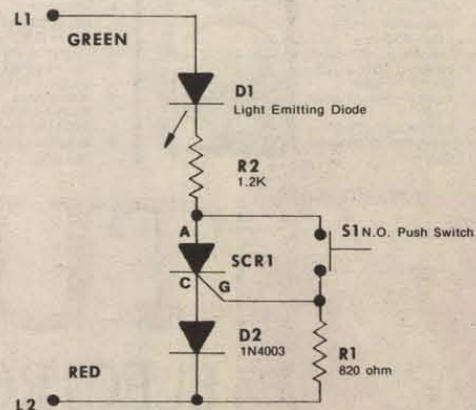 L1
GREEN
D1
Light Emitting Diode
R2
1.2K
A
S1 N.O. Push Switch
SCR1
C
G
D2
1N4003
R1
820 ohm
RED
L2